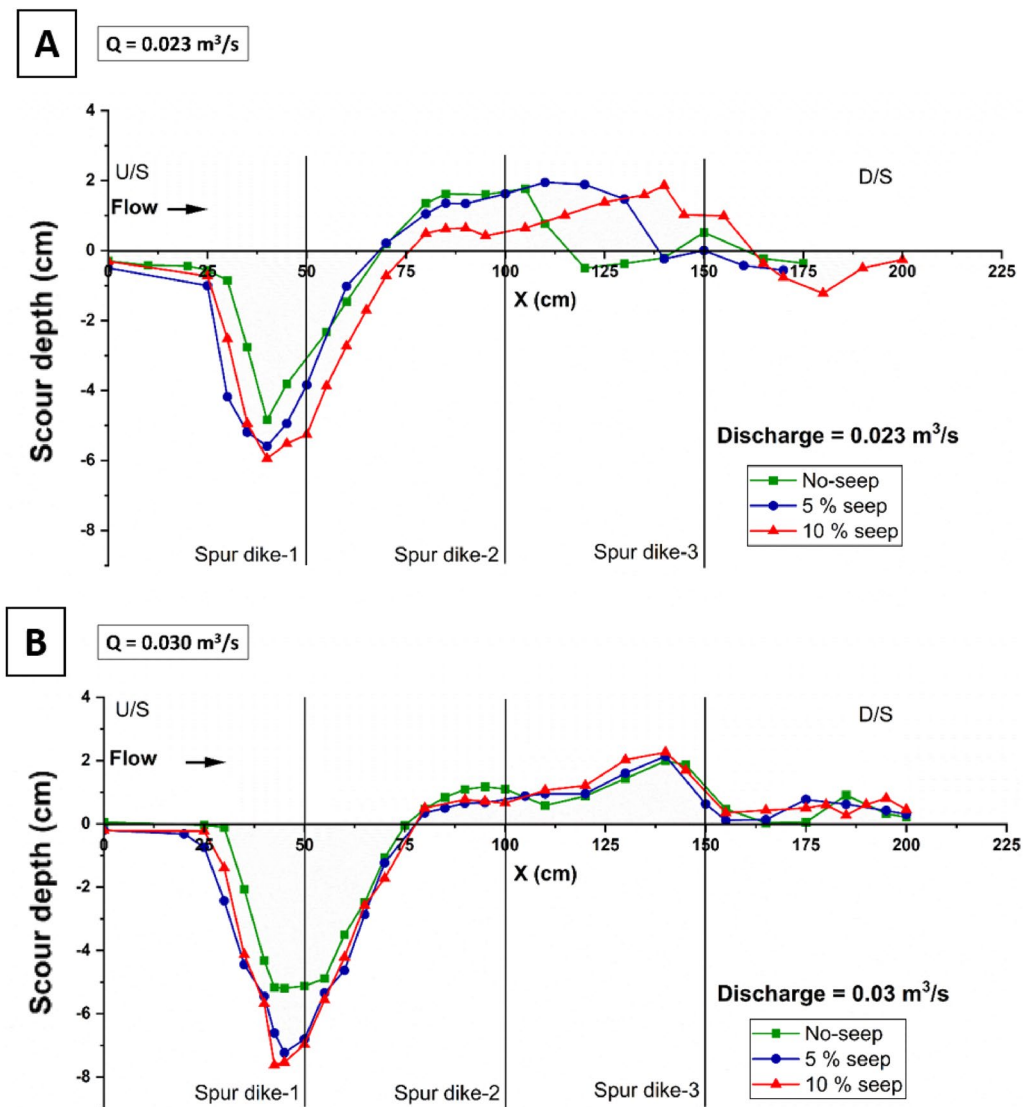 A
Q = 0.023 m³/s
4
U/S
D/S
2
Flow
0
0 25 50 75 100 125 150 175 200 225
X (cm)
-2
Scour depth (cm)
-4
Discharge = 0.023 m³/s
-6
No-seep
5 % seep
10 % seep
-8
Spur dike-1 Spur dike-2 Spur dike-3
B
Q = 0.030 m³/s
4
U/S
D/S
2
Flow
0
0 25 50 75 100 125 150 175 200 225
X (cm)
-2
Scour depth (cm)
-4
Discharge = 0.03 m³/s
-6
No-seep
5 % seep
10 % seep
-8
Spur dike-1 Spur dike-2 Spur dike-3